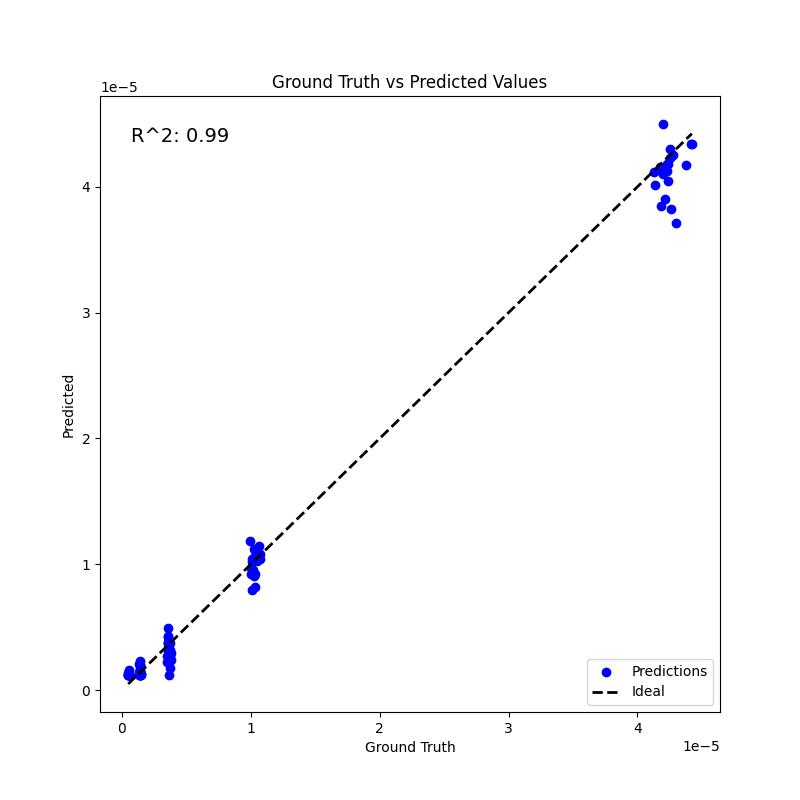 Ground Truth vs Predicted Values
1e−5
R^2: 0.99
4
3
2
1
0
Predicted
Predictions
Ideal
0 1 2 3 4
1e−5
Ground Truth